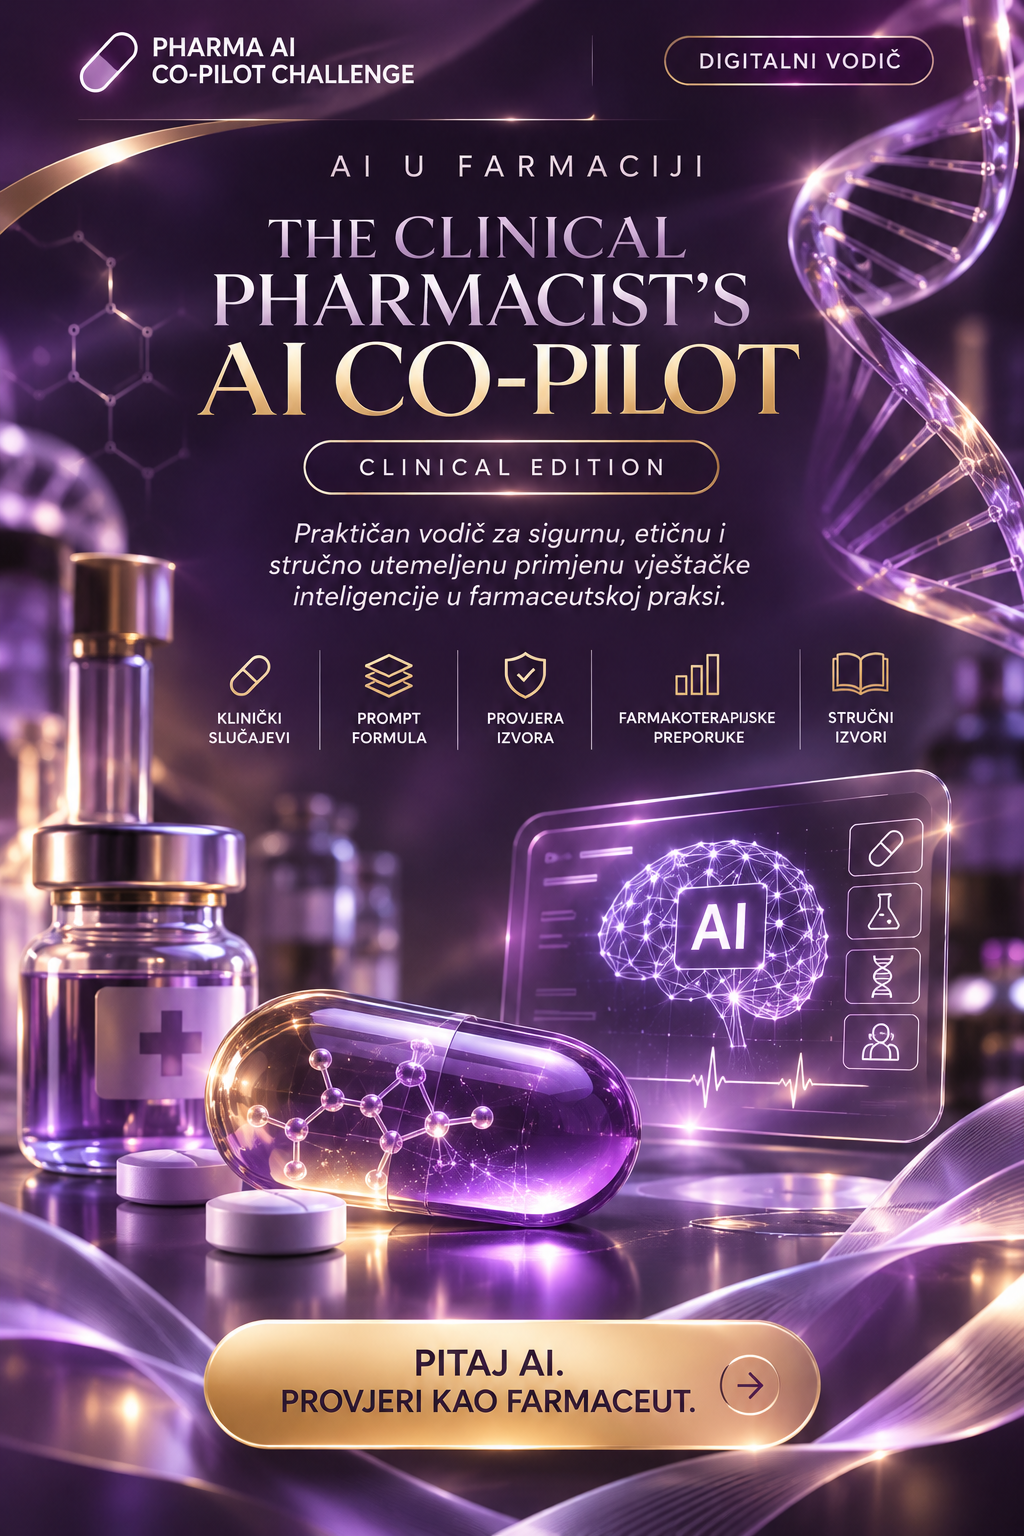 PHARMA AI
CO-PILOT CHALLENGE
DIGITALNI VODIČ
AI U FARMACIJI
THE CLINICAL
PHARMACIST'S
AI CO-PILOT
CLINICAL EDITION
Praktičan vodič za sigurnu, etičnu i
stručno utemeljenu primjenu vještačke
inteligencije u farmaceutskoj praksi.
KLINIČKI
SLUČAJEVI
PROMPT
FORMULA
PROVJERA
IZVORA
FARMAKOTERAPIJSKE
PREPORUKE
STRUČNI
IZVORI
AI
PITAJ AI.
PROVJERI KAO FARMACEUT.